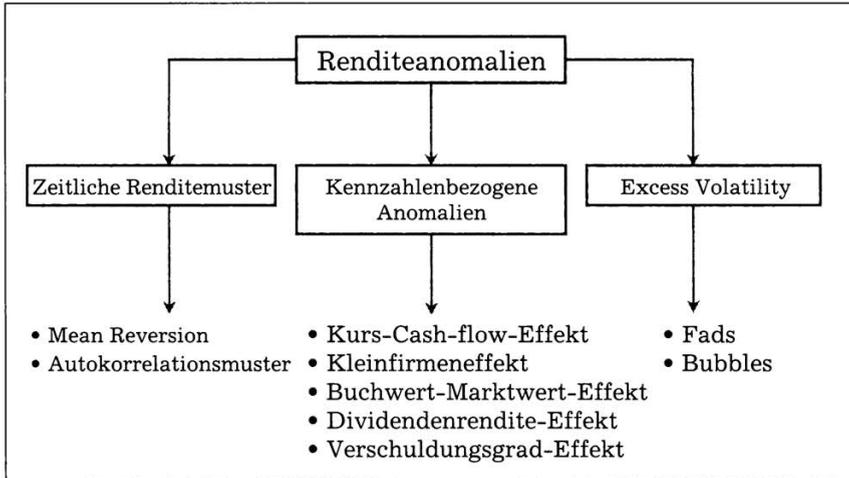 Renditeanomalien
Zeitliche Renditemuster
Kennzahlenbezogene
Anomalien
Excess Volatility
• Mean Reversion
• Autokorrelationsmuster
• Kurs-Cash-flow-Effekt
• Kleinfirmeneffekt
• Buchwert-Marktwert-Effekt
• Dividendenrendite-Effekt
• Verschuldungsgrad-Effekt
• Fads
• Bubbles